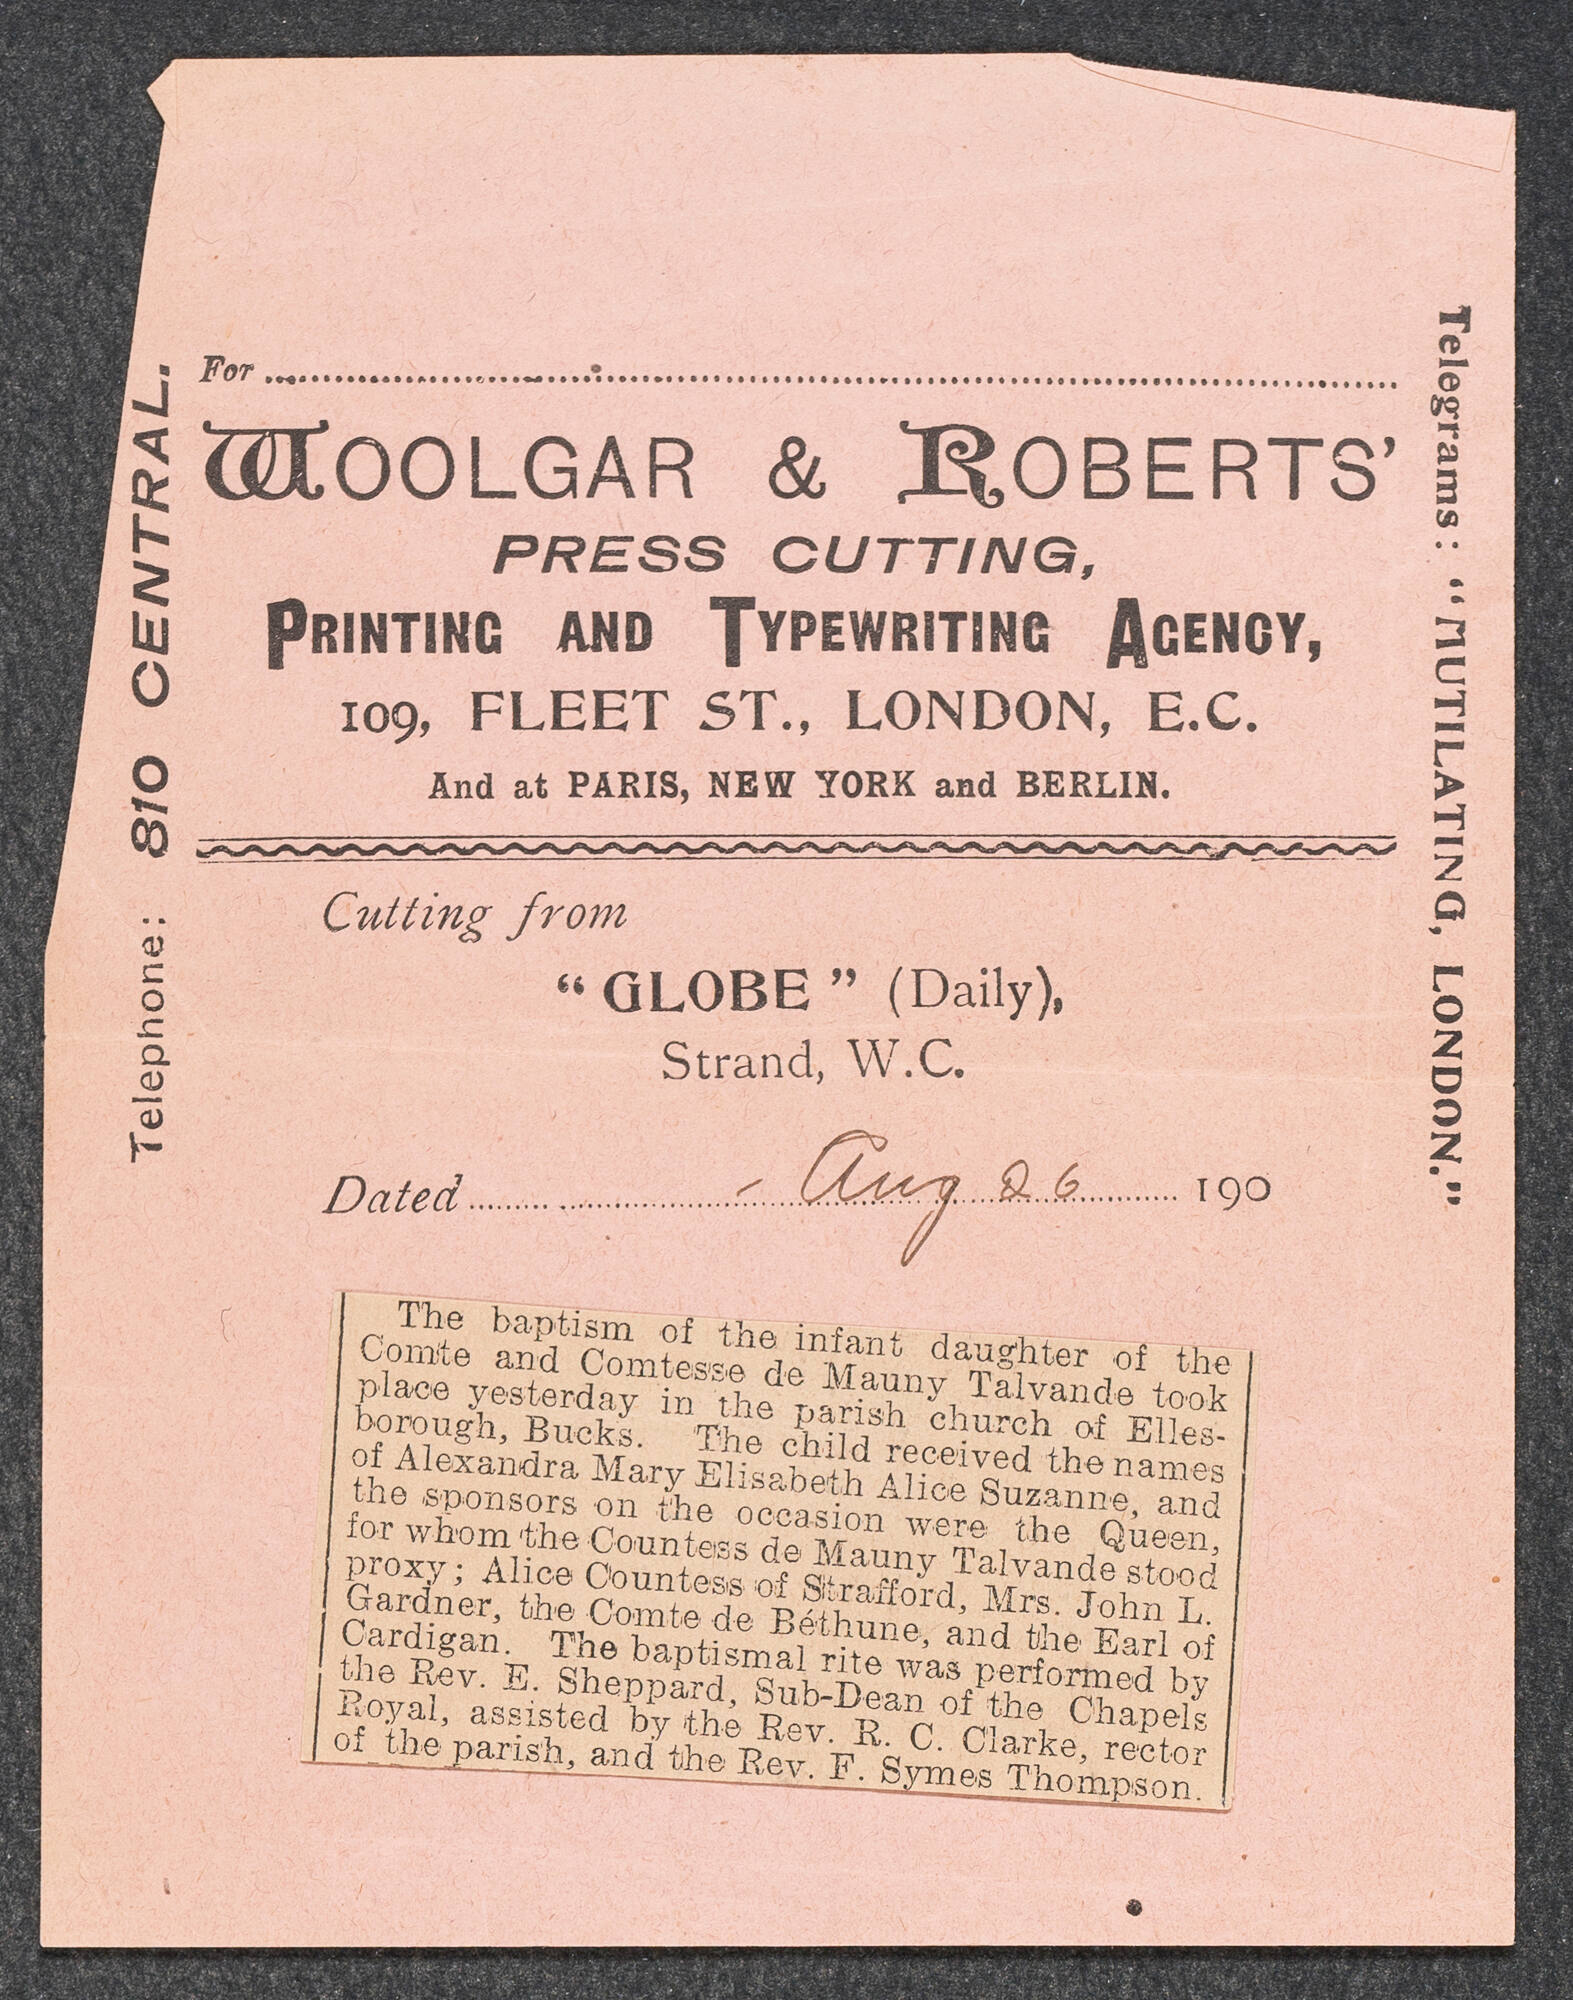 For
WOOLGAR & ROBERTS'
PRESS CUTTING,
PRINTING AND TYPEWRITING AGENCY,
109, FLEET ST., LONDON, E.C.
And at PARIS, NEW YORK and BERLIN.
Telephone: 810 CENTRAL.
Telegrams: "MUTILATING, LONDON."
Cutting from
"GLOBE" (Daily),
Strand, W.C.
Dated - Aug 26 190
The baptism of the infant daughter of the
Comte and Comtesse de Mauny Talvande took
place yesterday in the parish church of Elles-
borough, Bucks. The child received the names
of Alexandra Mary Elisabeth Alice Suzanne, and
the sponsors on the occasion were the Queen,
for whom the Countess de Mauny Talvande stood
proxy; Alice Countess of Strafford, Mrs. John L.
Gardner, the Comte de Béthune, and the Earl of
Cardigan. The baptismal rite was performed by
the Rev. E. Sheppard, Sub-Dean of the Chapels
Royal, assisted by the Rev. R. C. Clarke, rector
of the parish, and the Rev. F. Symes Thompson.